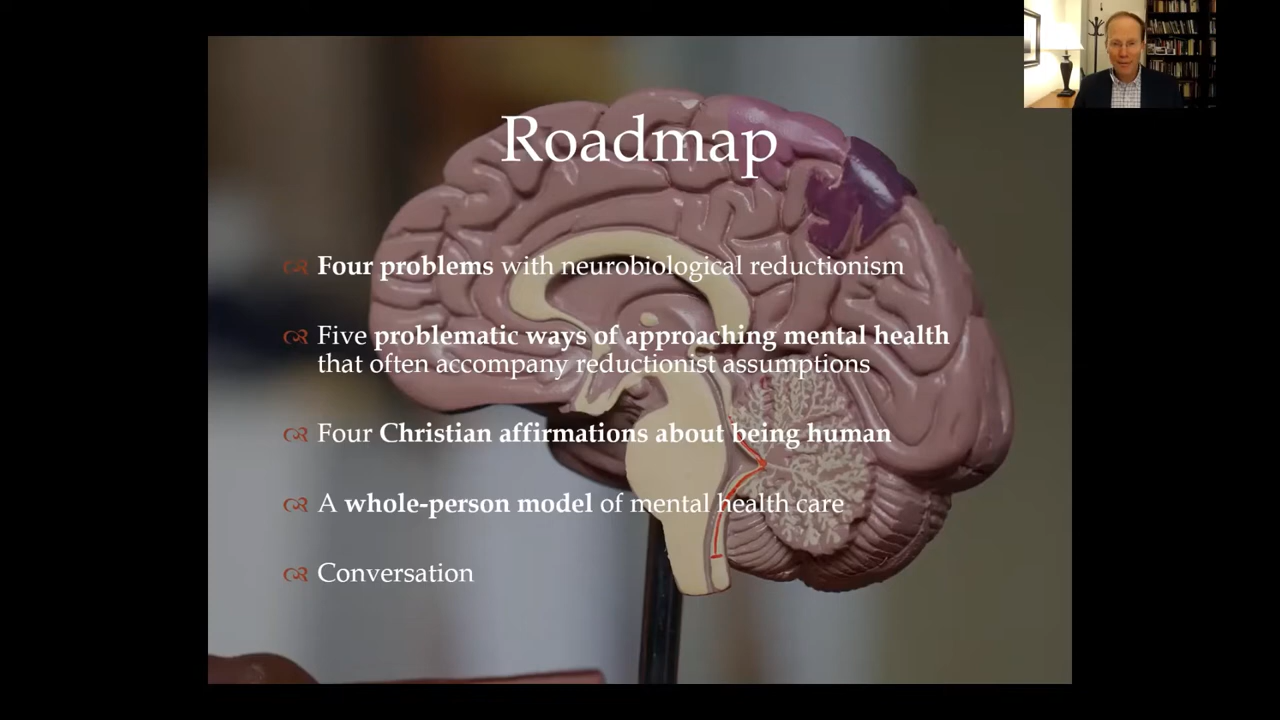 Roadmap
Four problems with neurobiological reductionism
Five problematic ways of approaching mental health
that often accompany reductionist assumptions
Four Christian affirmations about being human
A whole-person model of mental health care
Conversation